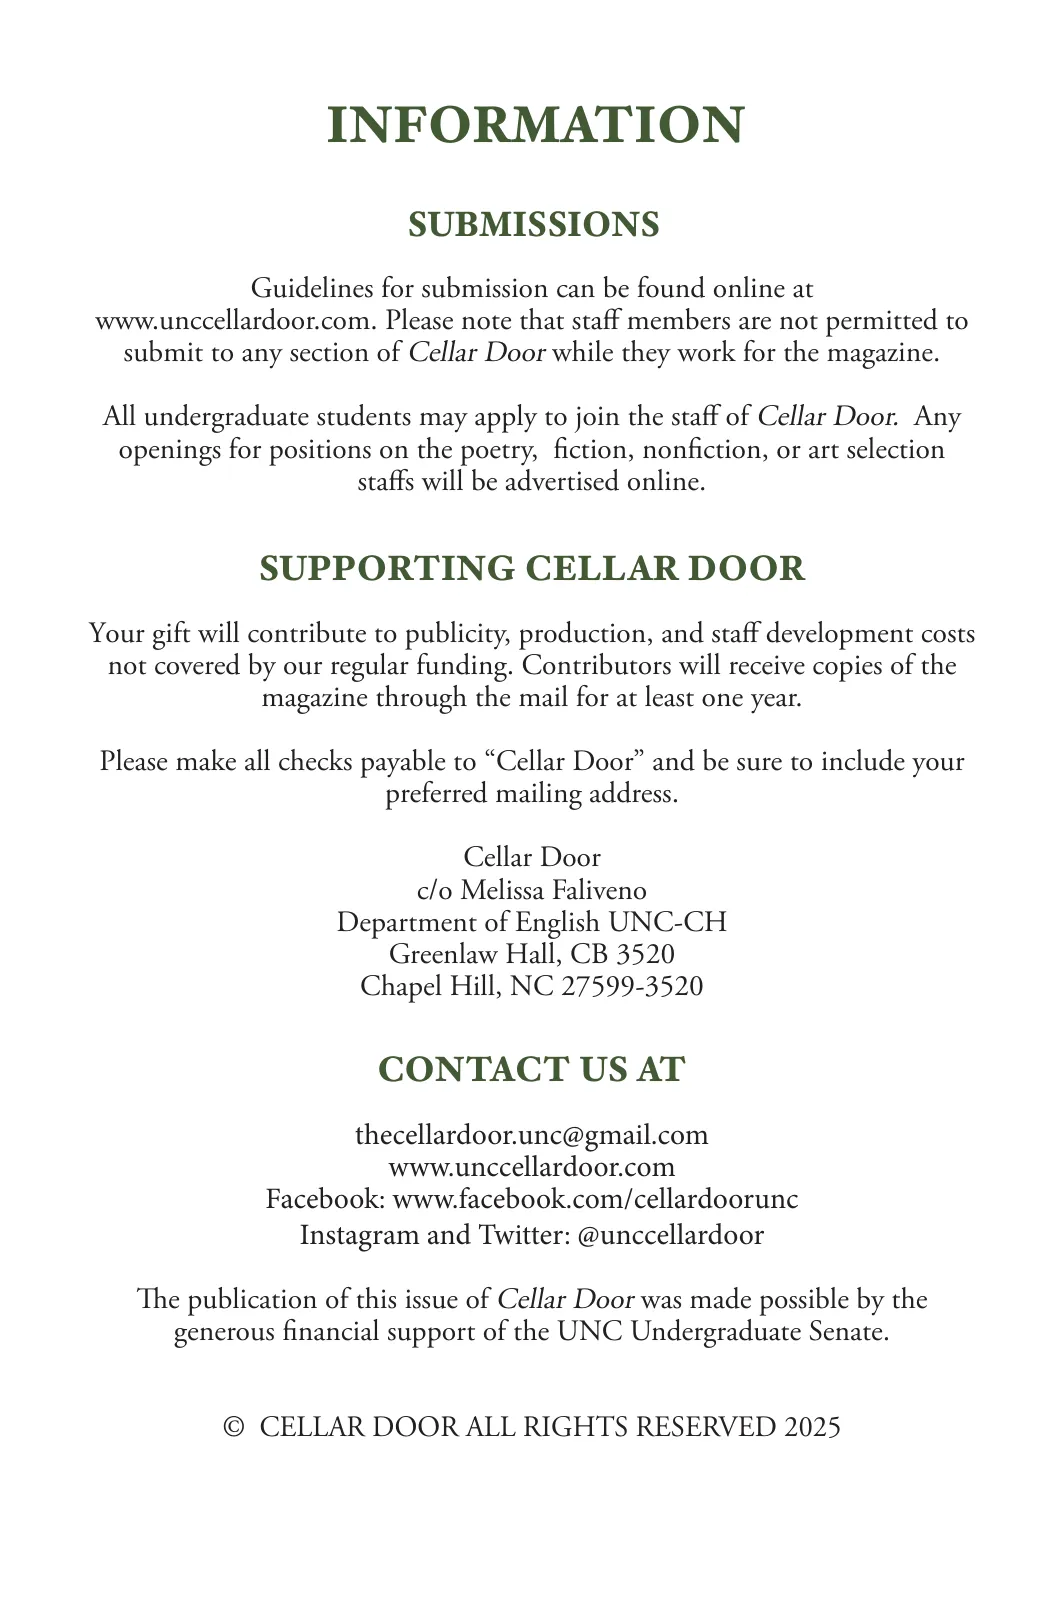 INFORMATION
SUBMISSIONS
Guidelines for submission can be found online at
www.unccellardoor.com. Please note that staff members are not permitted to
submit to any section of Cellar Door while they work for the magazine.
All undergraduate students may apply to join the staff of Cellar Door.  Any
openings for positions on the poetry,  fiction, nonfiction, or art selection
staffs will be advertised online.
SUPPORTING CELLAR DOOR
Your gift will contribute to publicity, production, and staff development costs
not covered by our regular funding. Contributors will receive copies of the
magazine through the mail for at least one year.
Please make all checks payable to “Cellar Door” and be sure to include your
preferred mailing address.
Cellar Door
c/o Melissa Faliveno
Department of English UNC-CH
Greenlaw Hall, CB 3520
Chapel Hill, NC 27599-3520
CONTACT US AT
thecellardoor.unc@gmail.com
www.unccellardoor.com
Facebook: www.facebook.com/cellardoorunc
Instagram and Twitter: @unccellardoor
The publication of this issue of Cellar Door was made possible by the
generous financial support of the UNC Undergraduate Senate.
©  CELLAR DOOR ALL RIGHTS RESERVED 2025